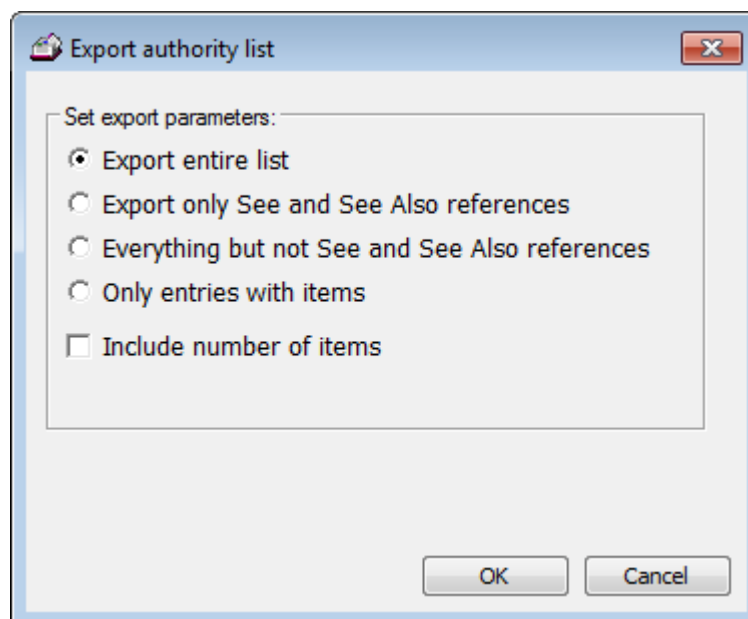 Export authority list
Set export parameters:
Export entire list
Export only See and See Also references
Everything but not See and See Also references
Only entries with items
Include number of items
OK Cancel